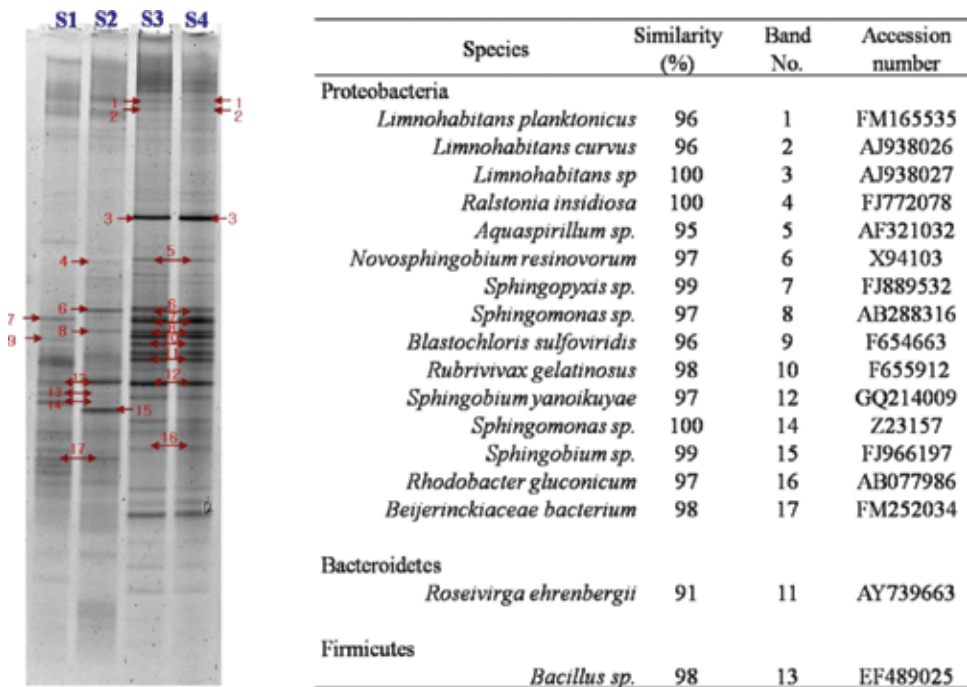 S1 S2 S3 S4
1 1
2 2
3 3
4 5
6 6
7 7
8 8
9 10
11
12 12
13
14 15
16
17
Species Similarity (%) Band No. Accession number
Proteobacteria
Limnohabitans planktonicus 96 1 FM165535
Limnohabitans curvus 96 2 AJ938026
Limnohabitans sp 100 3 AJ938027
Ralstonia insidiosa 100 4 FJ772078
Aquaspirillum sp. 95 5 AF321032
Novosphingobium resinovorum 97 6 X94103
Sphingopyxis sp. 99 7 FJ889532
Sphingomonas sp. 97 8 AB288316
Blastochloris sulfoviridis 96 9 F654663
Rubrivivax gelatinosus 98 10 F655912
Sphingobium yanoikuyae 97 12 GQ214009
Sphingomonas sp. 100 14 Z23157
Sphingobium sp. 99 15 FJ966197
Rhodobacter gluconicum 97 16 AB077986
Beijerinckiaceae bacterium 98 17 FM252034
Bacteroidetes
Roseivirga ehrenbergii 91 11 AY739663
Firmicutes
Bacillus sp. 98 13 EF489025